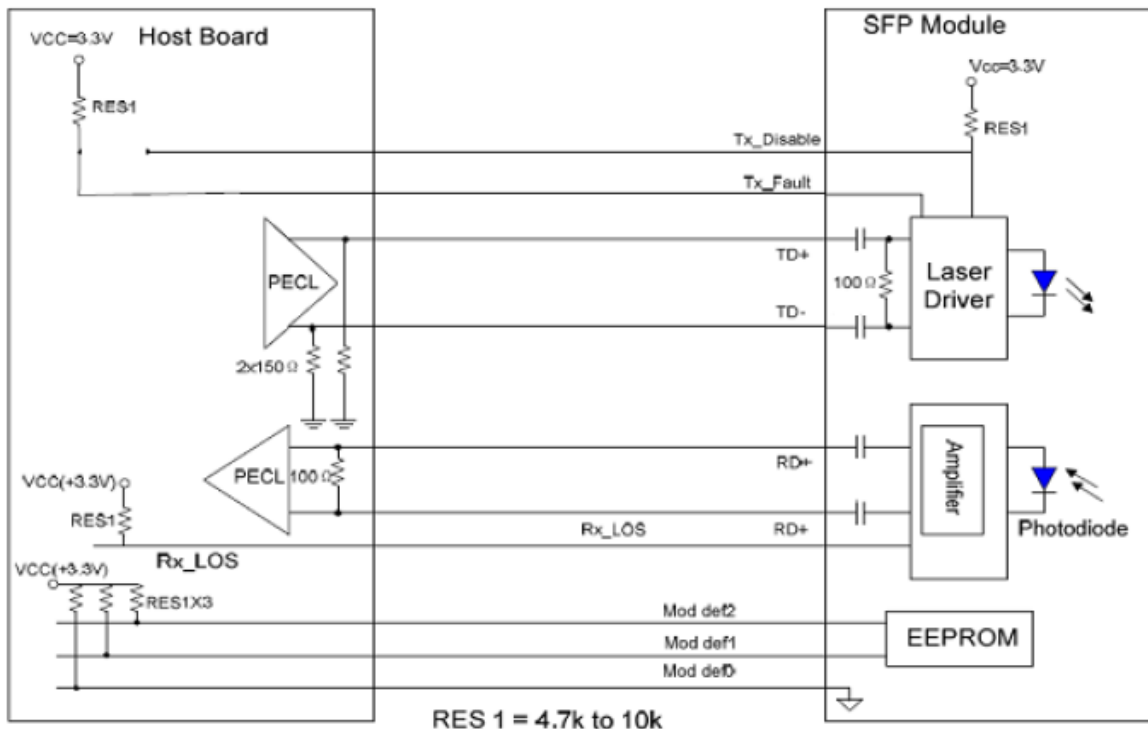 Host Board
SFP Module
VCC=3.3V
Vcc=3.3V
RES1
RES1
Tx_Disable
Tx_Fault
PECL
TD+
100 Ω
Laser
Driver
TD-
2x150 Ω
PECL
100 Ω
RD+
Amplifier
VCC(+3.3V)
RES1
Rx_LOS
RD+
Photodiode
Rx_LOS
VCC(+3.3V)
RES1X3
Mod def2
EEPROM
Mod def1
Mod def0
RES 1 = 4.7k to 10k